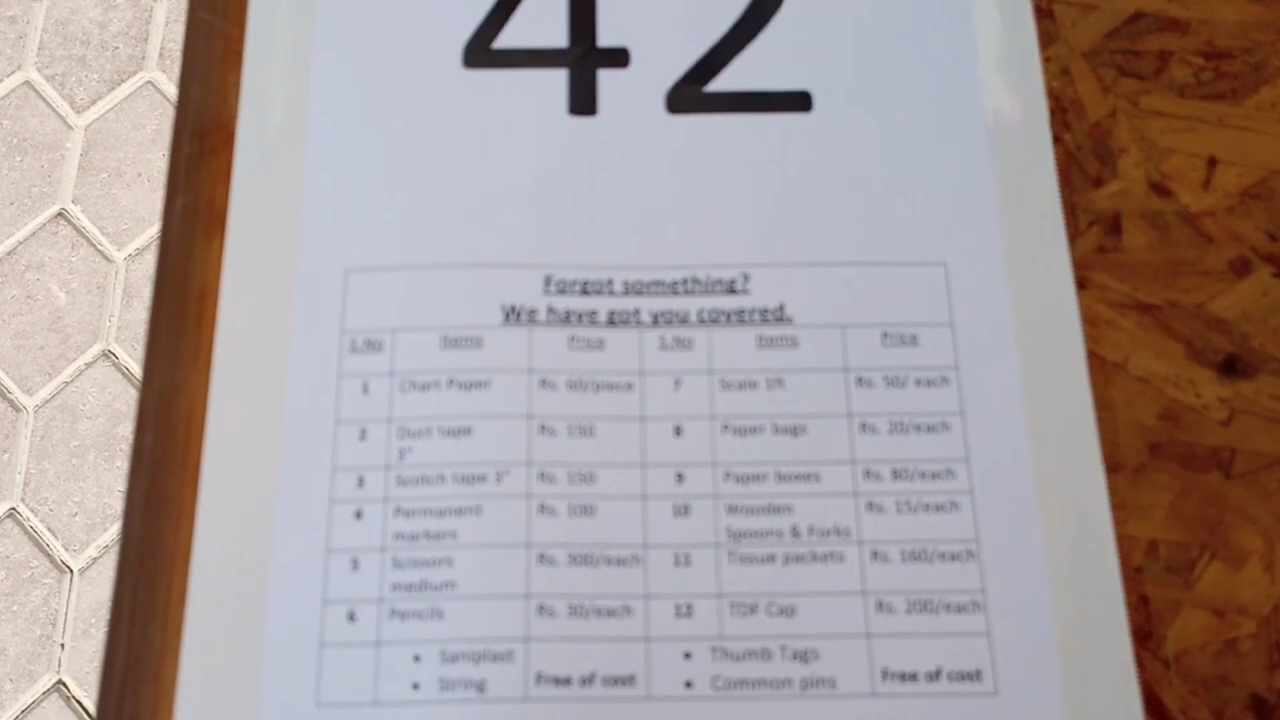 42
Forgot something?
We have got you covered.
S.No Items Price S.No Items Price
1 Chart Paper Rs. 60/piece 7 Scale 1ft Rs. 50/ each
2 Duct tape Rs. 150 8 Paper bags Rs. 20/each
3"
3 Scotch tape 3" Rs. 150 9 Paper boxes Rs. 80/each
4 Permanent Rs. 100 10 Wooden Rs. 15/each
markers Spoons & Forks
5 Scissors Rs. 300/each 11 Tissue packets Rs. 160/each
medium
6 Pencils Rs. 30/each 12 TDF Cap Rs. 200/each
• Saniplast • Thumb Tags
Free of cost Free of cost
• String • Common pins